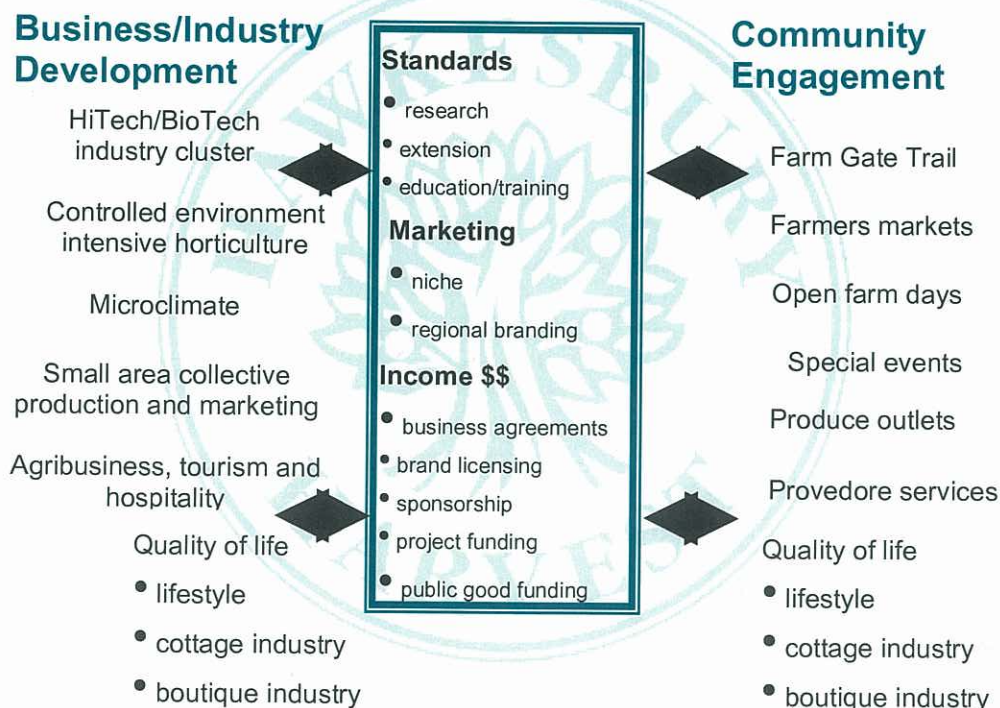 Business/Industry
Development
HiTech/BioTech
industry cluster
Controlled environment
intensive horticulture
Microclimate
Small area collective
production and marketing
Agribusiness, tourism and
hospitality
Quality of life
• lifestyle
• cottage industry
• boutique industry
Standards
• research
• extension
• education/training
Marketing
• niche
• regional branding
Income $$
• business agreements
• brand licensing
• sponsorship
• project funding
• public good funding
Community
Engagement
Farm Gate Trail
Farmers markets
Open farm days
Special events
Produce outlets
Provedore services
Quality of life
• lifestyle
• cottage industry
• boutique industry
HAWKESBURY
HARVEST